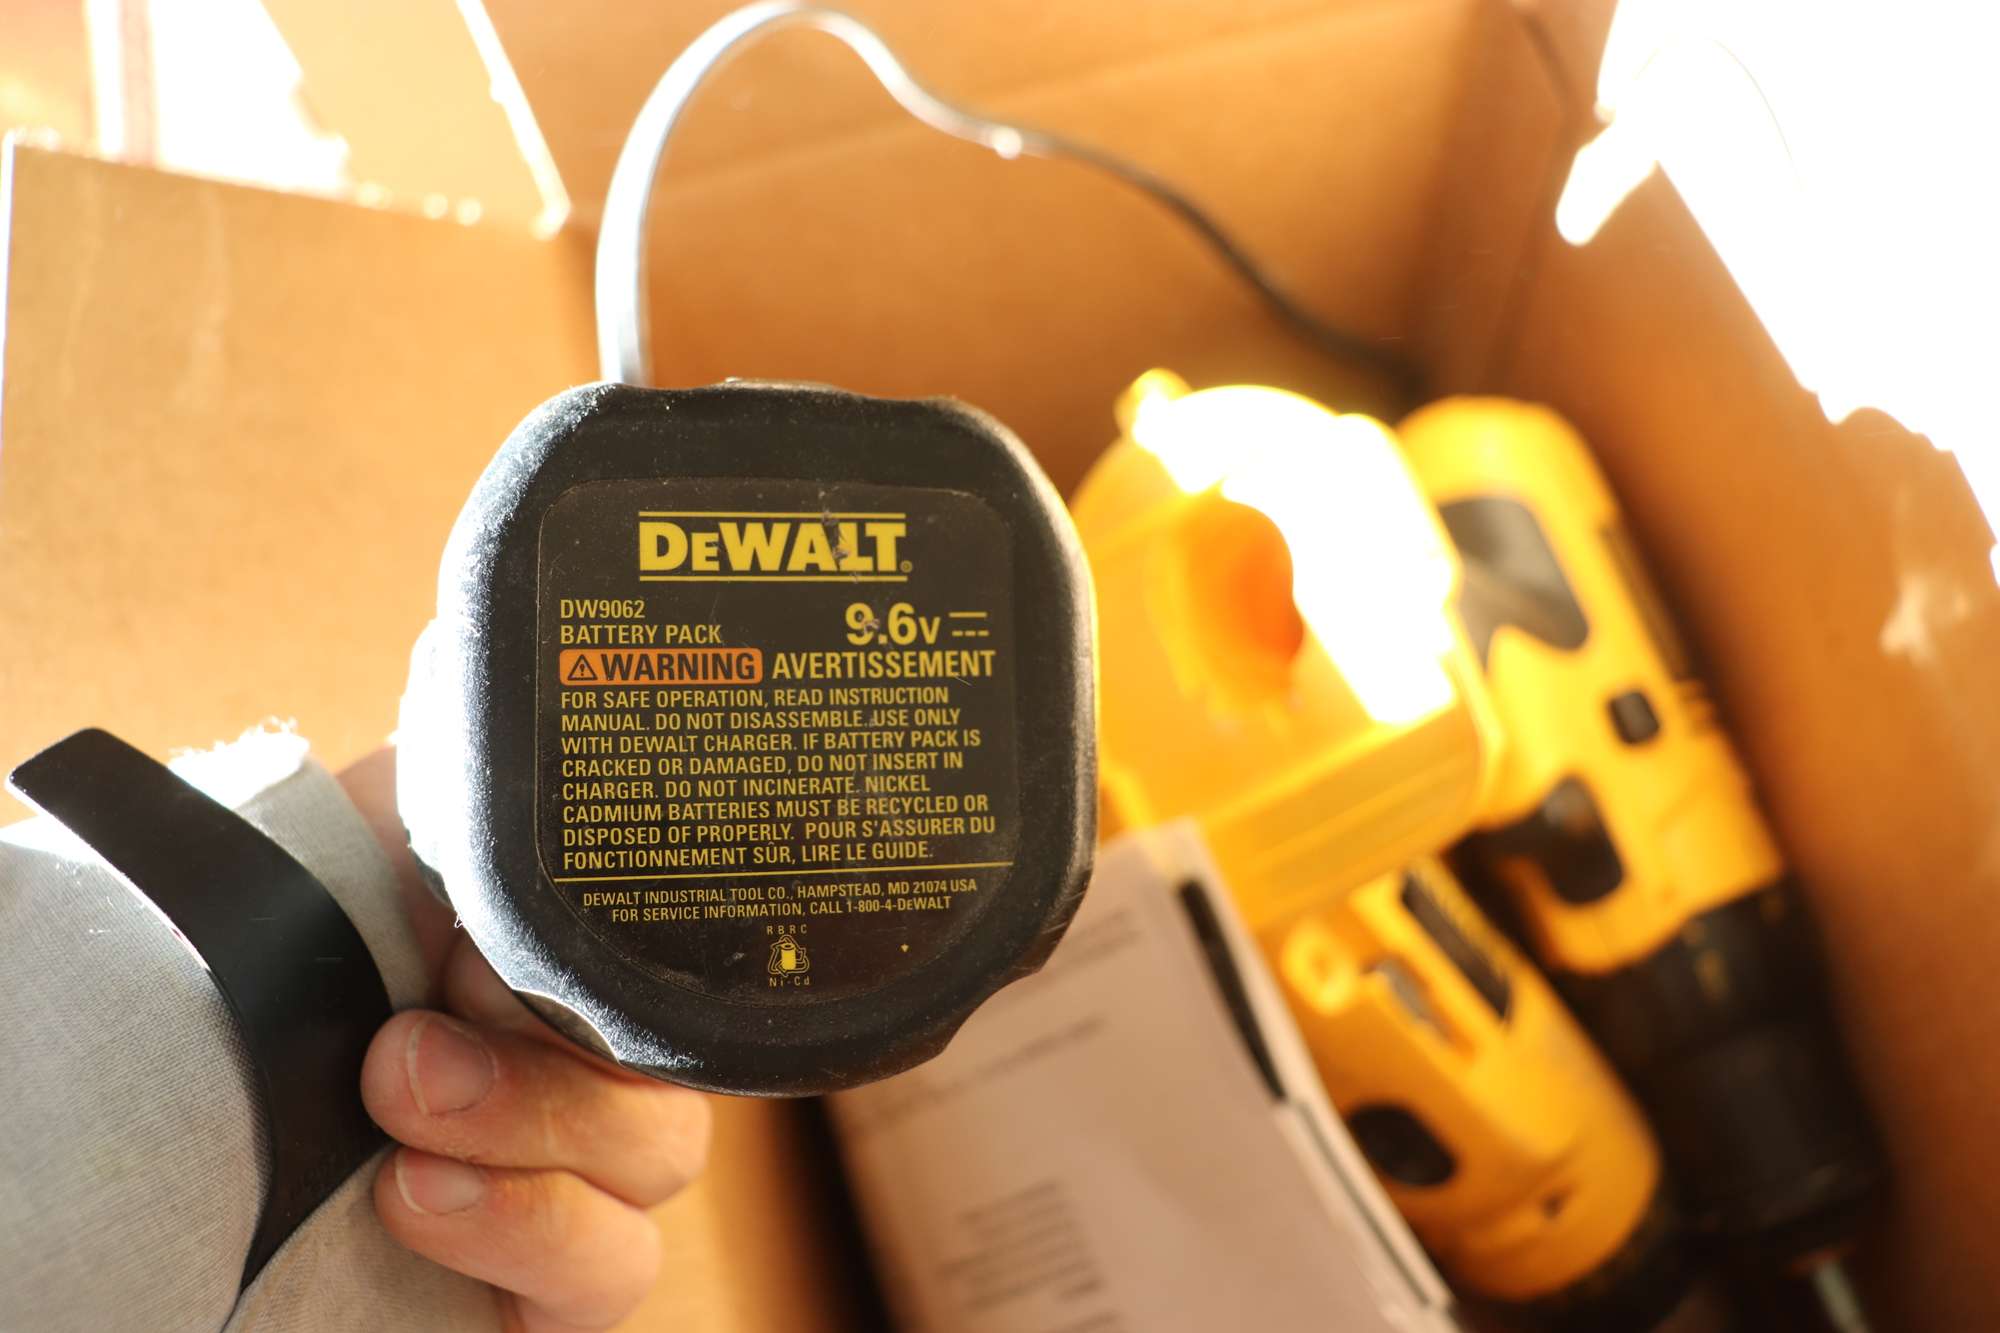 DEWALT®
DW9062
BATTERY PACK
9.6V
WARNING AVERTISSEMENT
FOR SAFE OPERATION, READ INSTRUCTION
MANUAL. DO NOT DISASSEMBLE. USE ONLY
WITH DEWALT CHARGER. IF BATTERY PACK IS
CRACKED OR DAMAGED, DO NOT INSERT IN
CHARGER. DO NOT INCINERATE. NICKEL
CADMIUM BATTERIES MUST BE RECYCLED OR
DISPOSED OF PROPERLY. POUR S'ASSURER DU
FONCTIONNEMENT SÛR, LIRE LE GUIDE.
DEWALT INDUSTRIAL TOOL CO., HAMPSTEAD, MD 21074 USA
FOR SERVICE INFORMATION, CALL 1-800-4-DEWALT
RBRC
Ni-Cd